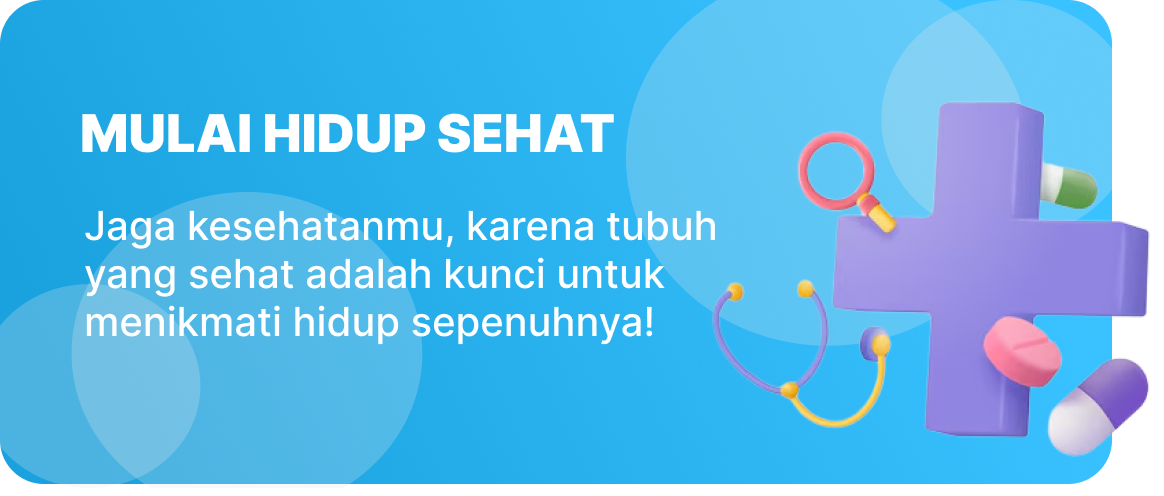 MULAI HIDUP SEHAT
Jaga kesehatanmu, karena tubuh
yang sehat adalah kunci untuk
menikmati hidup sepenuhnya!